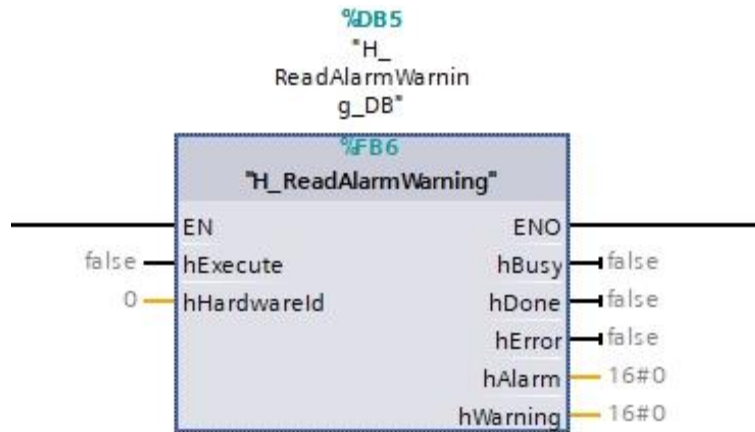 %DB5
"H_
ReadAlarmWarnin
g_DB"
%FB6
"H_ReadAlarmWarning"
EN ENO
false hExecute hBusy false
0 hHardwareId hDone false
hError false
hAlarm 16#0
hWarning 16#0